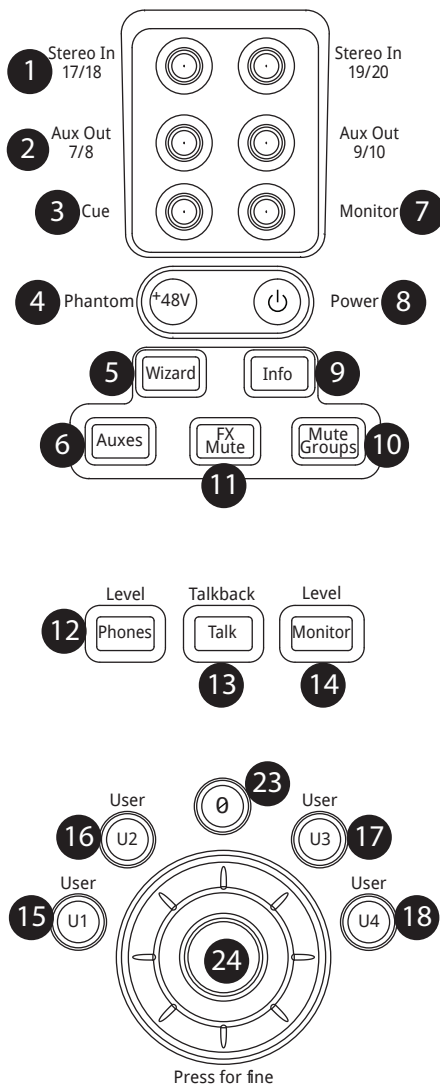 Stereo In
17/18
Stereo In
19/20
1
Aux Out
7/8
Aux Out
9/10
2
3 Cue
Monitor 7
4 Phantom +48V Power 8
5 Wizard Info 9
6 Auxes FX
Mute Mute
Groups 10
11
Level Talkback Level
12 Phones Talk Monitor
13 14
23
User 0 User
16 U2 U3 17
User User
15 U1 U4 18
24
Press for fine